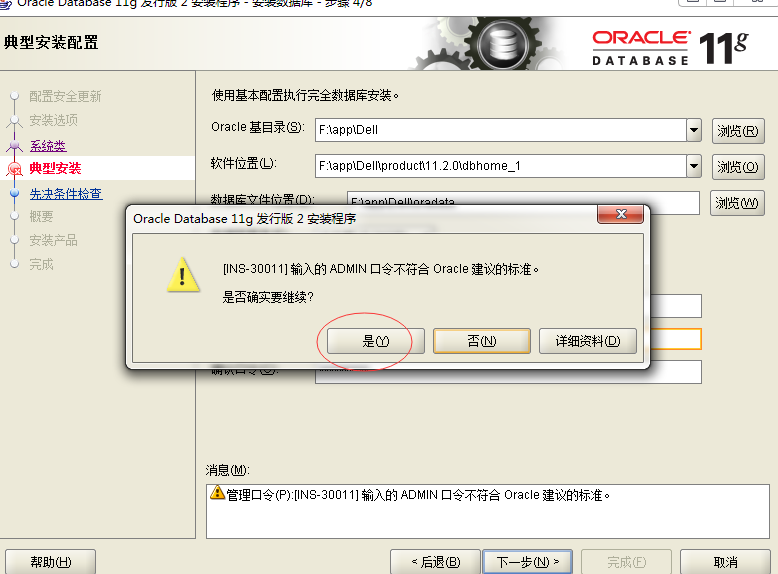 Oracle Database 11g 发行版 2 安装程序 - 安装数据库 - 步骤 4/8
典型安装配置
ORACLE
DATABASE 11g
配置安全更新
安装选项
系统类
典型安装
先决条件检查
概要
安装产品
完成
使用基本配置执行完全数据库安装。
Oracle 基目录(S): F:\app\Dell 浏览(R)
软件位置(L): F:\app\Dell\product\11.2.0\dbhome_1 浏览(O)
数据库文件位置(D): F:\app\Dell\oradata 浏览(W)
Oracle Database 11g 发行版 2 安装程序
[INS-30011] 输入的 ADMIN 口令不符合 Oracle 建议的标准。
是否确实要继续?
是(Y) 否(N) 详细资料(D)
确认口令(C):
消息(M):
管理口令(P):[INS-30011] 输入的 ADMIN 口令不符合 Oracle 建议的标准。
帮助(H) < 后退(B) 下一步(N) > 完成(F) 取消